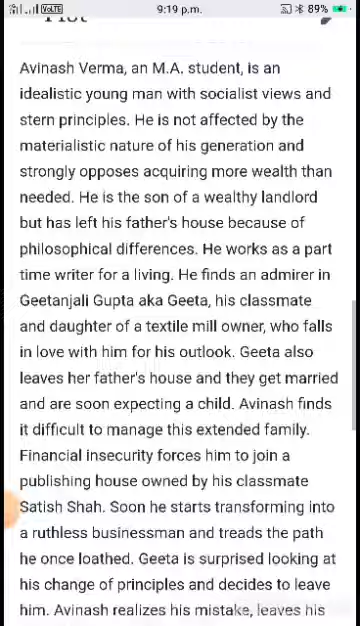 VoLTE 9:19 p.m. 89%
Plot
Avinash Verma, an M.A. student, is an
idealistic young man with socialist views and
stern principles. He is not affected by the
materialistic nature of his generation and
strongly opposes acquiring more wealth than
needed. He is the son of a wealthy landlord
but has left his father's house because of
philosophical differences. He works as a part
time writer for a living. He finds an admirer in
Geetanjali Gupta aka Geeta, his classmate
and daughter of a textile mill owner, who falls
in love with him for his outlook. Geeta also
leaves her father's house and they get married
and are soon expecting a child. Avinash finds
it difficult to manage this extended family.
Financial insecurity forces him to join a
publishing house owned by his classmate
Satish Shah. Soon he starts transforming into
a ruthless businessman and treads the path
he once loathed. Geeta is surprised looking at
his change of principles and decides to leave
him. Avinash realizes his mistake, leaves his